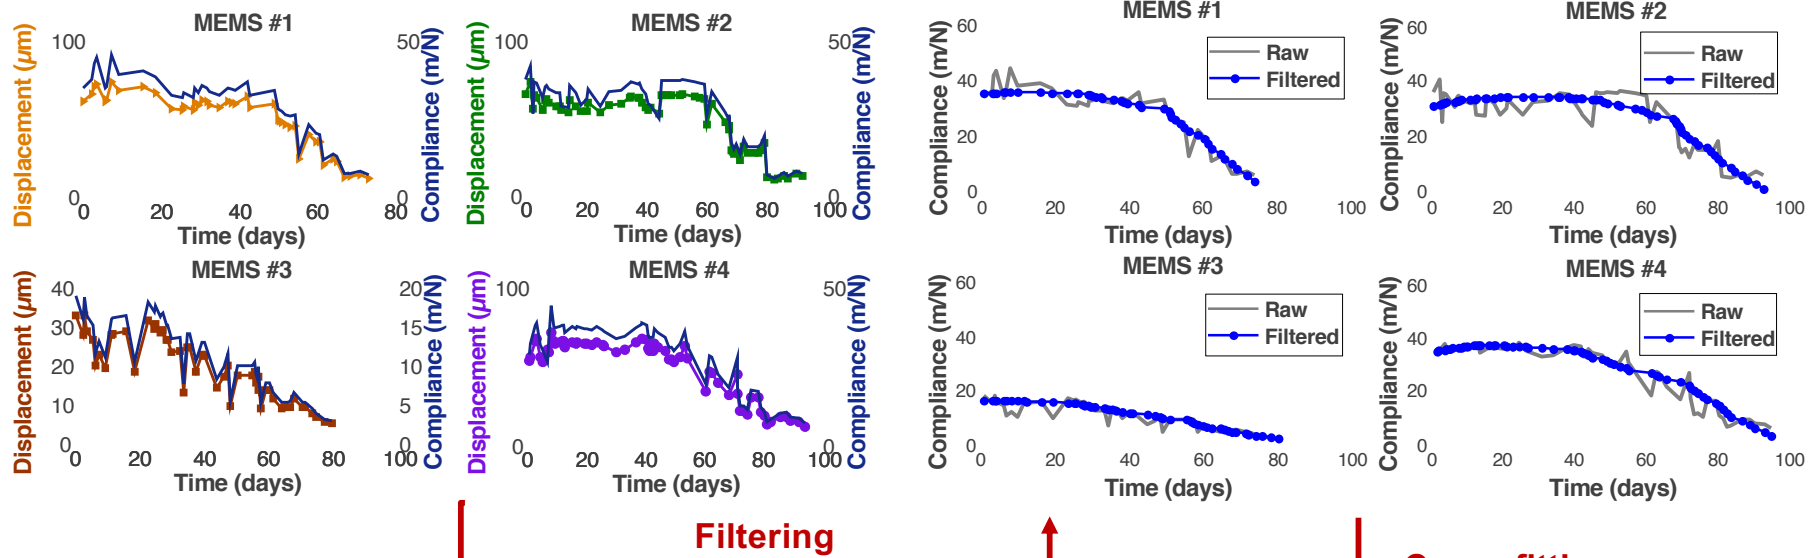 MEMS #1
Displacement (μm)
Compliance (m/N)
100
0
50
0
0 20 40 60 80
Time (days)
MEMS #2
Displacement (μm)
Compliance (m/N)
100
0
50
0
0 20 40 60 80 100
Time (days)
MEMS #1
Compliance (m/N)
60
40
20
0
Raw
Filtered
0 20 40 60 80 100
Time (days)
MEMS #2
Compliance (m/N)
60
40
20
0
Raw
Filtered
0 20 40 60 80 100
Time (days)
MEMS #3
Displacement (μm)
Compliance (m/N)
40
30
20
10
0
20
15
10
5
0
0 20 40 60 80 100
Time (days)
MEMS #4
Displacement (μm)
Compliance (m/N)
100
0
50
0
0 20 40 60 80 100
Time (days)
MEMS #3
Compliance (m/N)
60
40
20
0
Raw
Filtered
0 20 40 60 80 100
Time (days)
MEMS #4
Compliance (m/N)
60
40
20
0
Raw
Filtered
0 20 40 60 80 100
Time (days)
Filtering